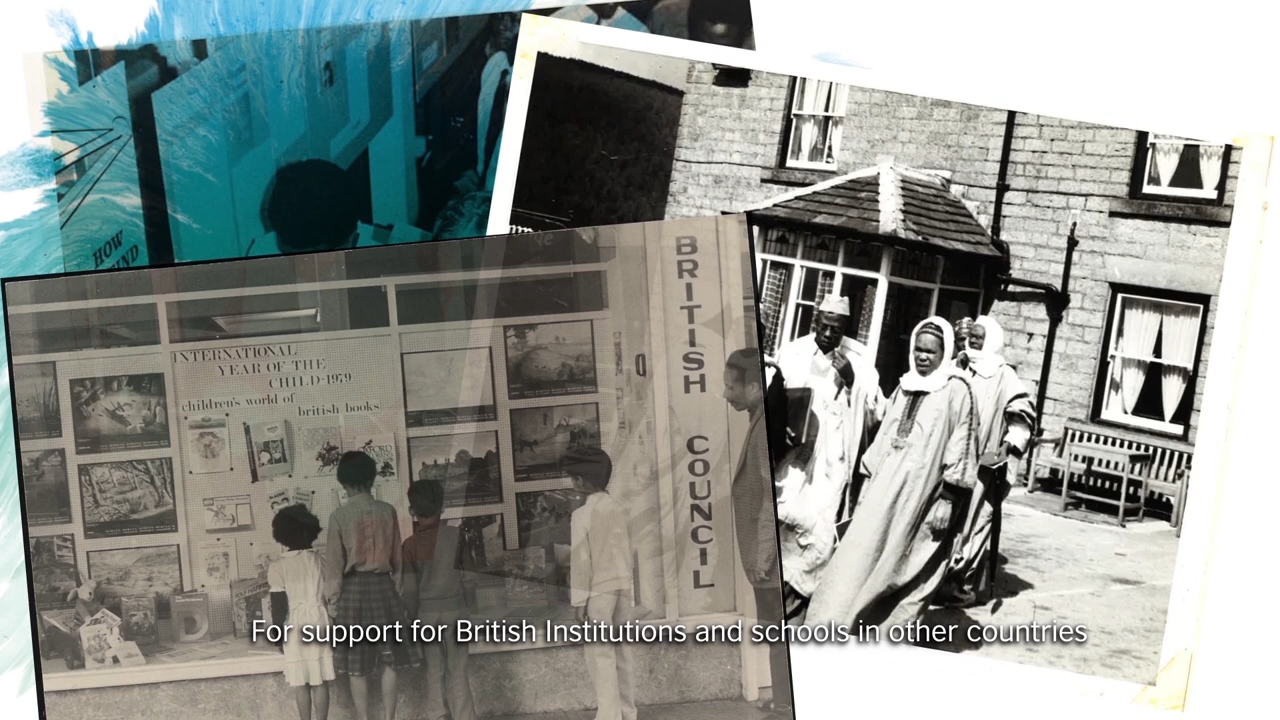 HOW
INTERNATIONAL
YEAR OF THE
CHILD-1979
children's world of
british books
BRITISH
COUNCIL
For support for British Institutions and schools in other countries